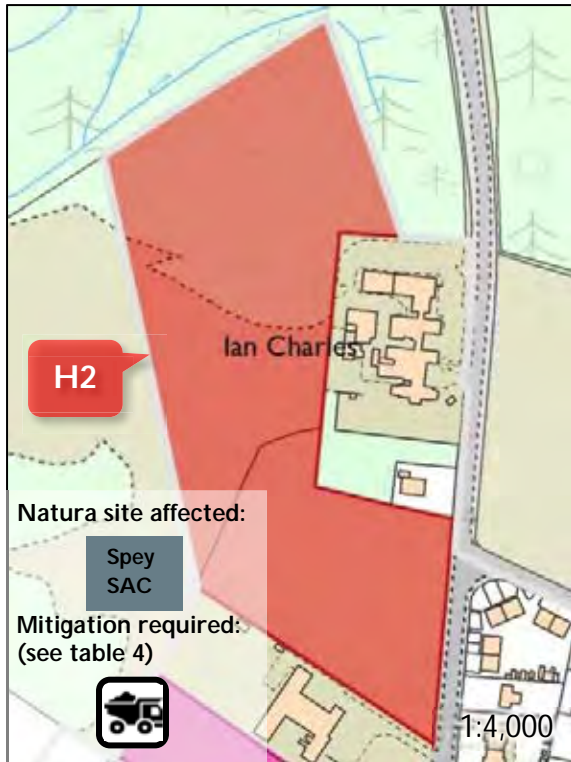 Ian Charles
H2
Natura site affected:
Spey
SAC
Mitigation required:
(see table 4)
1:4,000